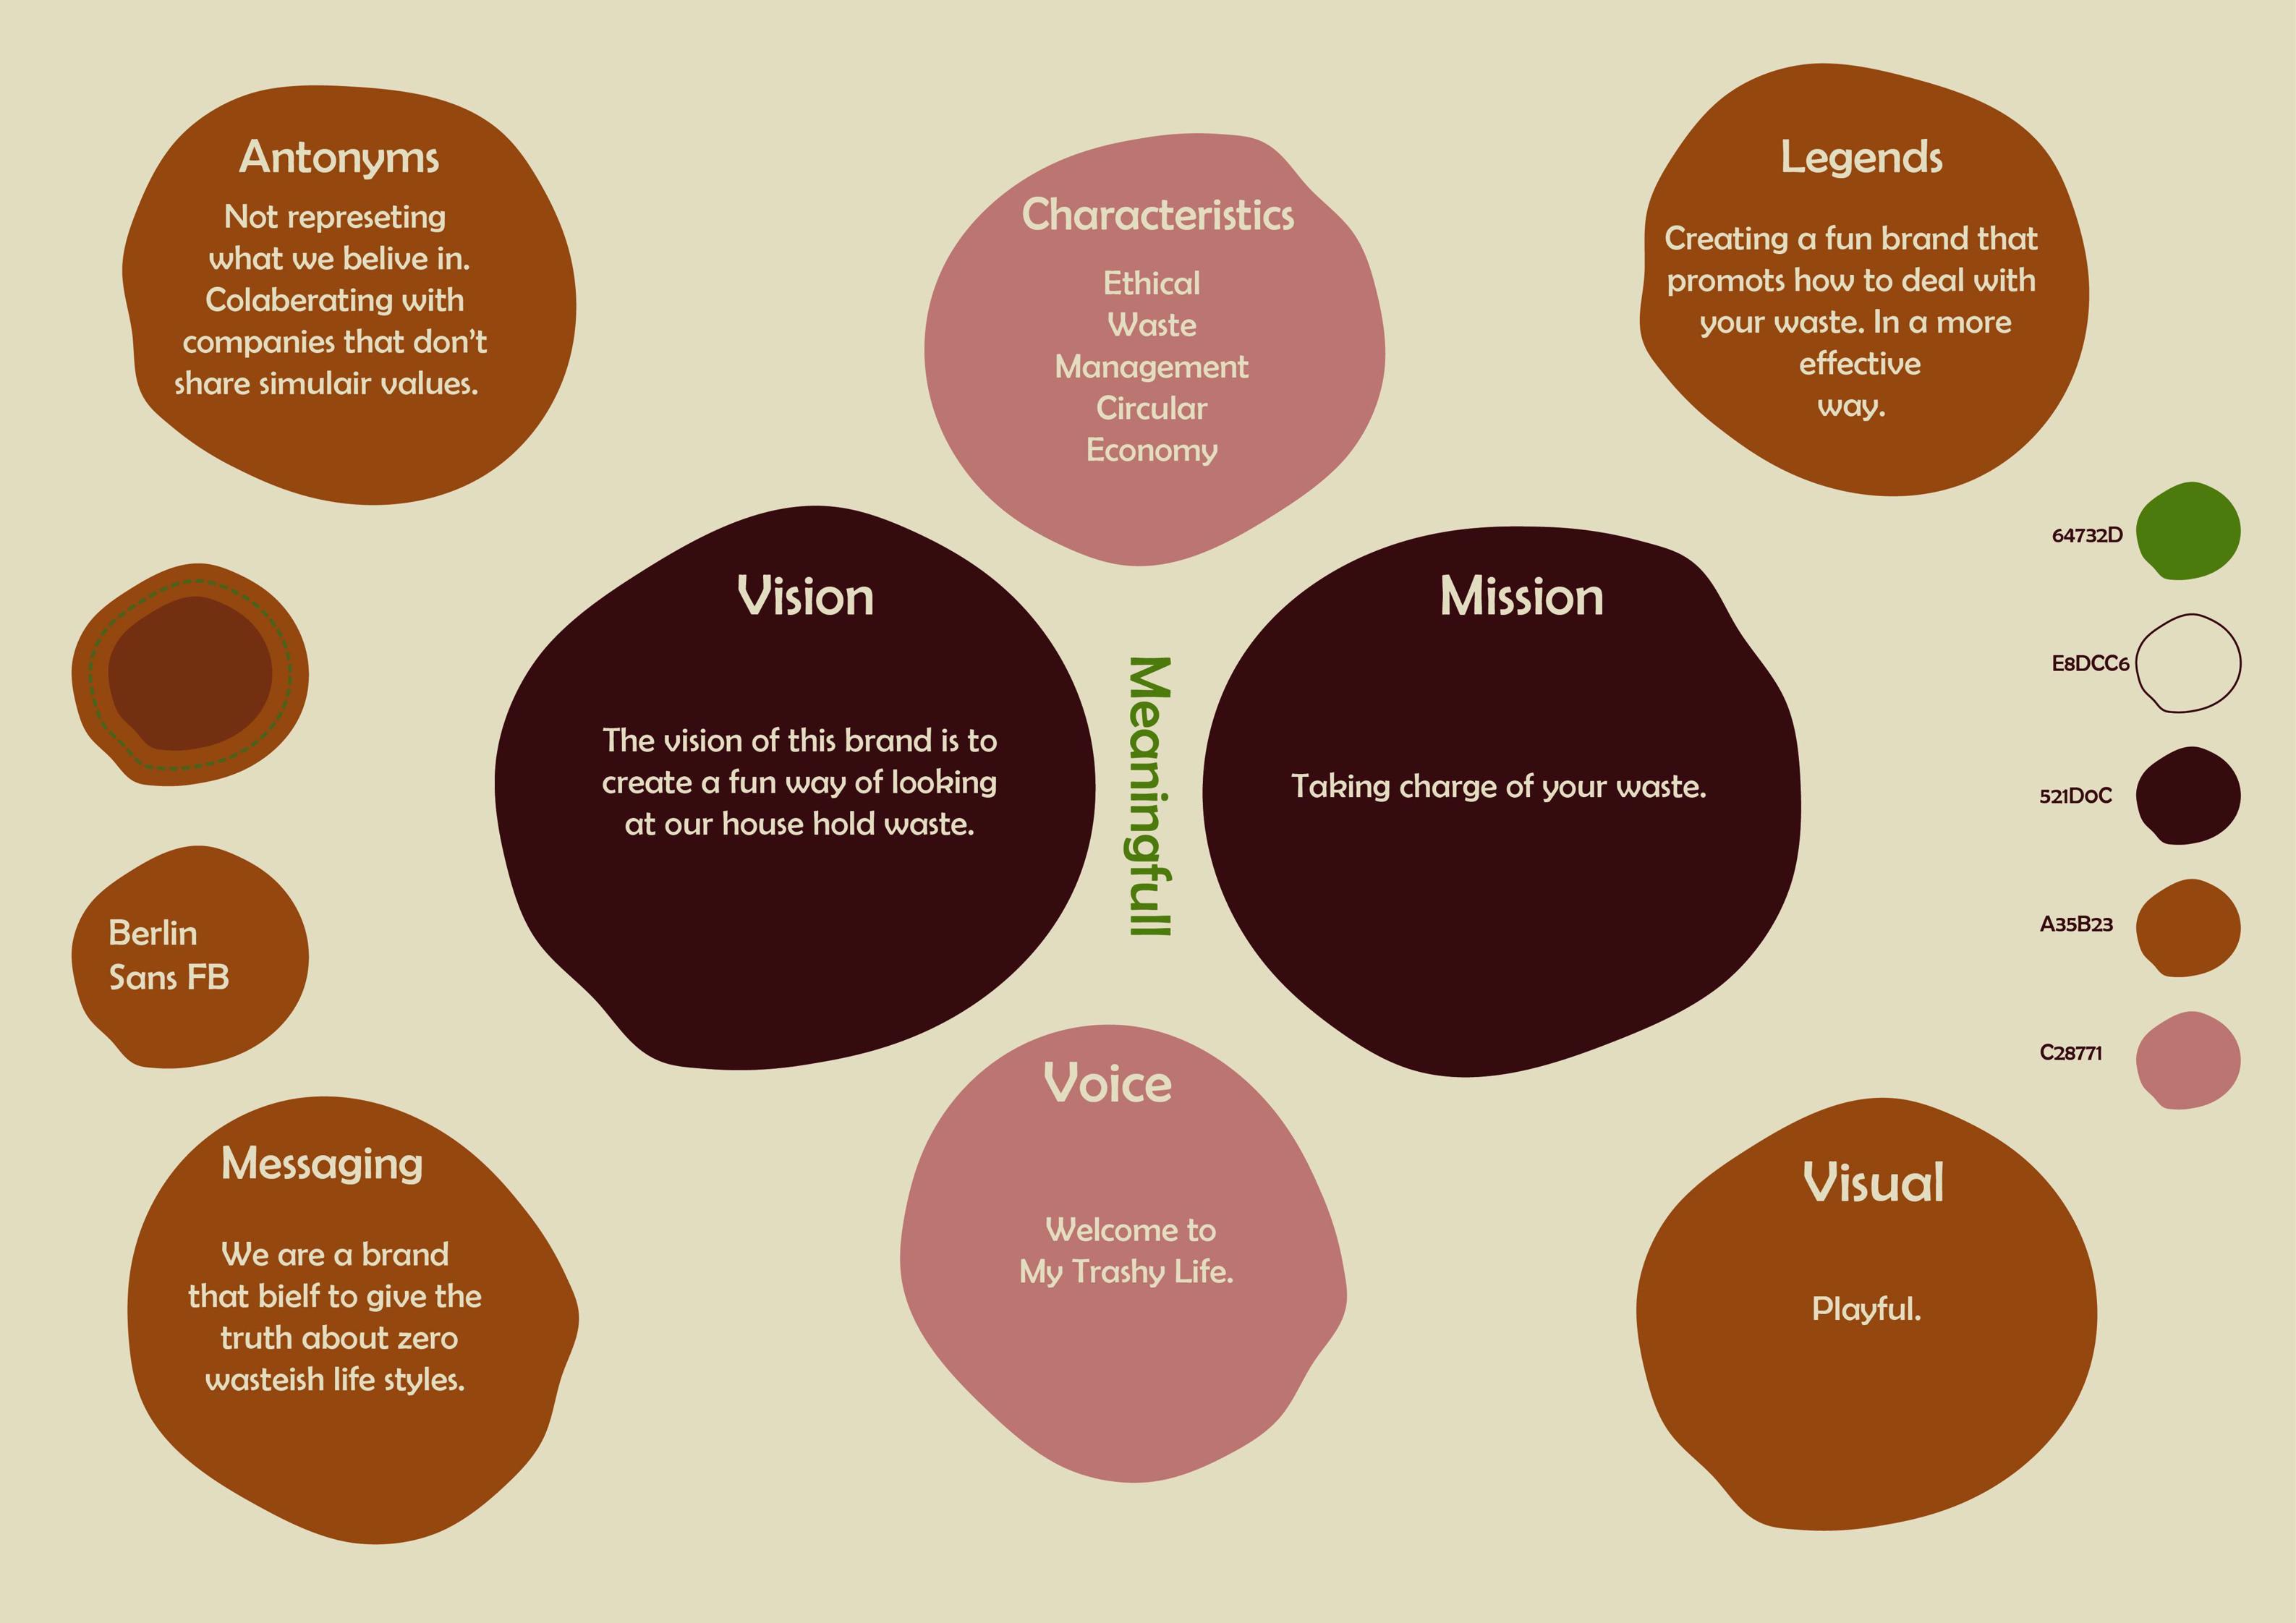 Antonyms
Not represeting
what we belive in.
Colaberating with
companies that don't
share simulair values.
Characteristics
Ethical
Waste
Management
Circular
Economy
Legends
Creating a fun brand that
promots how to deal with
your waste. In a more
effective
way.
Vision
The vision of this brand is to
create a fun way of looking
at our house hold waste.
Meaningfull
Mission
Taking charge of your waste.
64732D
E8DCC6
521D0C
A35B23
C28771
Berlin
Sans FB
Messaging
We are a brand
that bielf to give the
truth about zero
wasteish life styles.
Voice
Welcome to
My Trashy Life.
Visual
Playful.